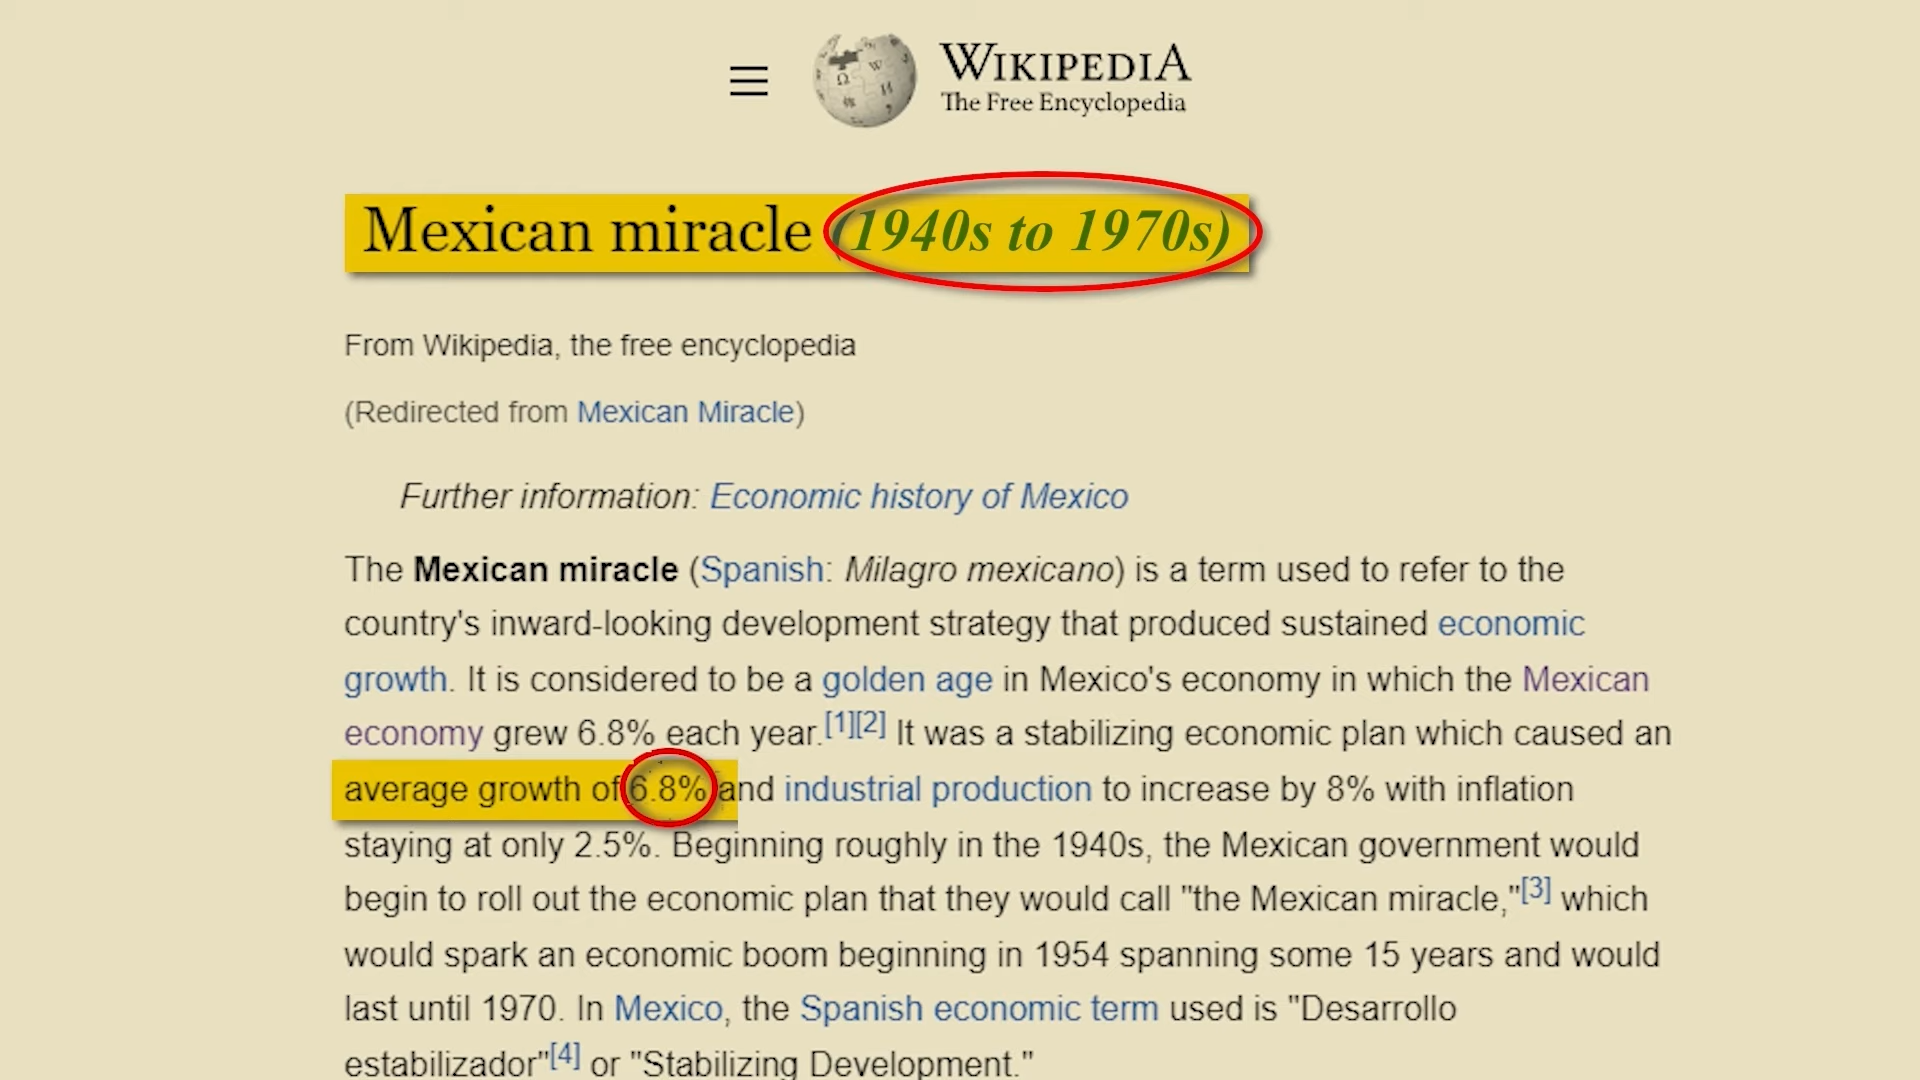 WIKIPEDIA
The Free Encyclopedia
Mexican miracle (1940s to 1970s)
From Wikipedia, the free encyclopedia
(Redirected from Mexican Miracle)
Further information: Economic history of Mexico
The Mexican miracle (Spanish: Milagro mexicano) is a term used to refer to the
country's inward-looking development strategy that produced sustained economic
growth. It is considered to be a golden age in Mexico's economy in which the Mexican
economy grew 6.8% each year.[1][2] It was a stabilizing economic plan which caused an
average growth of 6.8% and industrial production to increase by 8% with inflation
staying at only 2.5%. Beginning roughly in the 1940s, the Mexican government would
begin to roll out the economic plan that they would call "the Mexican miracle,"[3] which
would spark an economic boom beginning in 1954 spanning some 15 years and would
last until 1970. In Mexico, the Spanish economic term used is "Desarrollo
estabilizador"[4] or "Stabilizing Development."